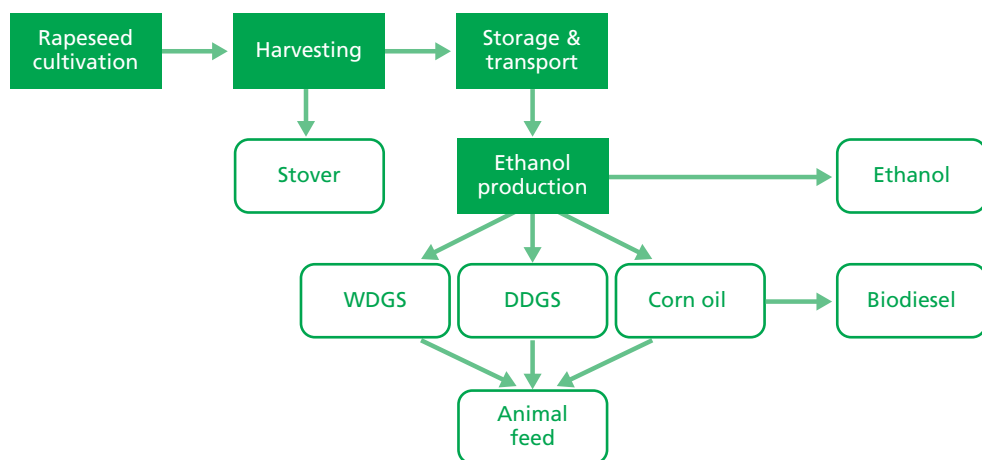 Rapeseed
cultivation
Harvesting
Storage &
transport
Stover
Ethanol
production
Ethanol
WDGS
DDGS
Corn oil
Biodiesel
Animal
feed